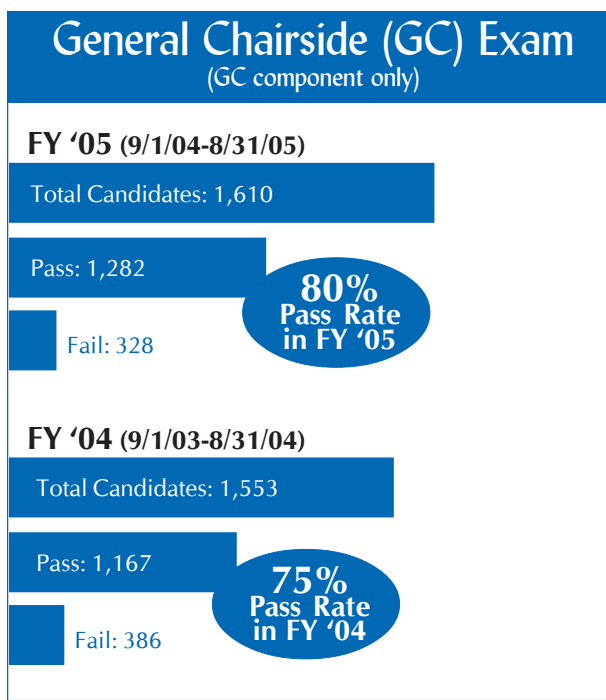 General Chairside (GC) Exam
(GC component only)
FY ‘05 (9/1/04-8/31/05)
Total Candidates: 1,610
Pass: 1,282
80%
Pass Rate
in FY ‘05
Fail: 328
FY ‘04 (9/1/03-8/31/04)
Total Candidates: 1,553
Pass: 1,167
75%
Pass Rate
in FY ‘04
Fail: 386